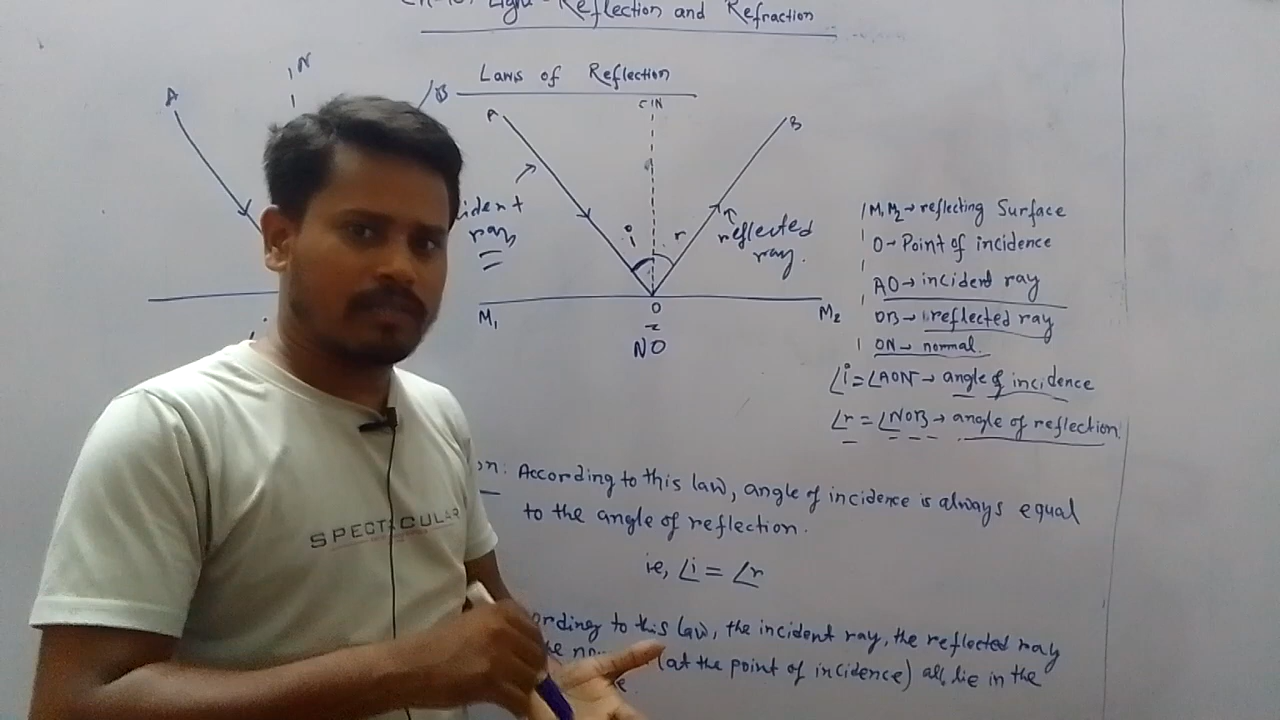 Light - Reflection and Refraction
Laws of Reflection
N
A
B
A
N
B
ray
i
r
reflected
ray.
M1
O
M2
NO
M1M2→reflecting Surface
O→Point of incidence
AO→incident ray
OB→reflected ray
ON→normal.
∠i=∠AON→angle of incidence
∠r=∠NOB→angle of reflection
According to this law, angle of incidence is always equal
to the angle of reflection.
ie, ∠i=∠r
to this law, the incident ray, the reflected ray
(at the point of incidence) all lie in the
SPECTACULAR